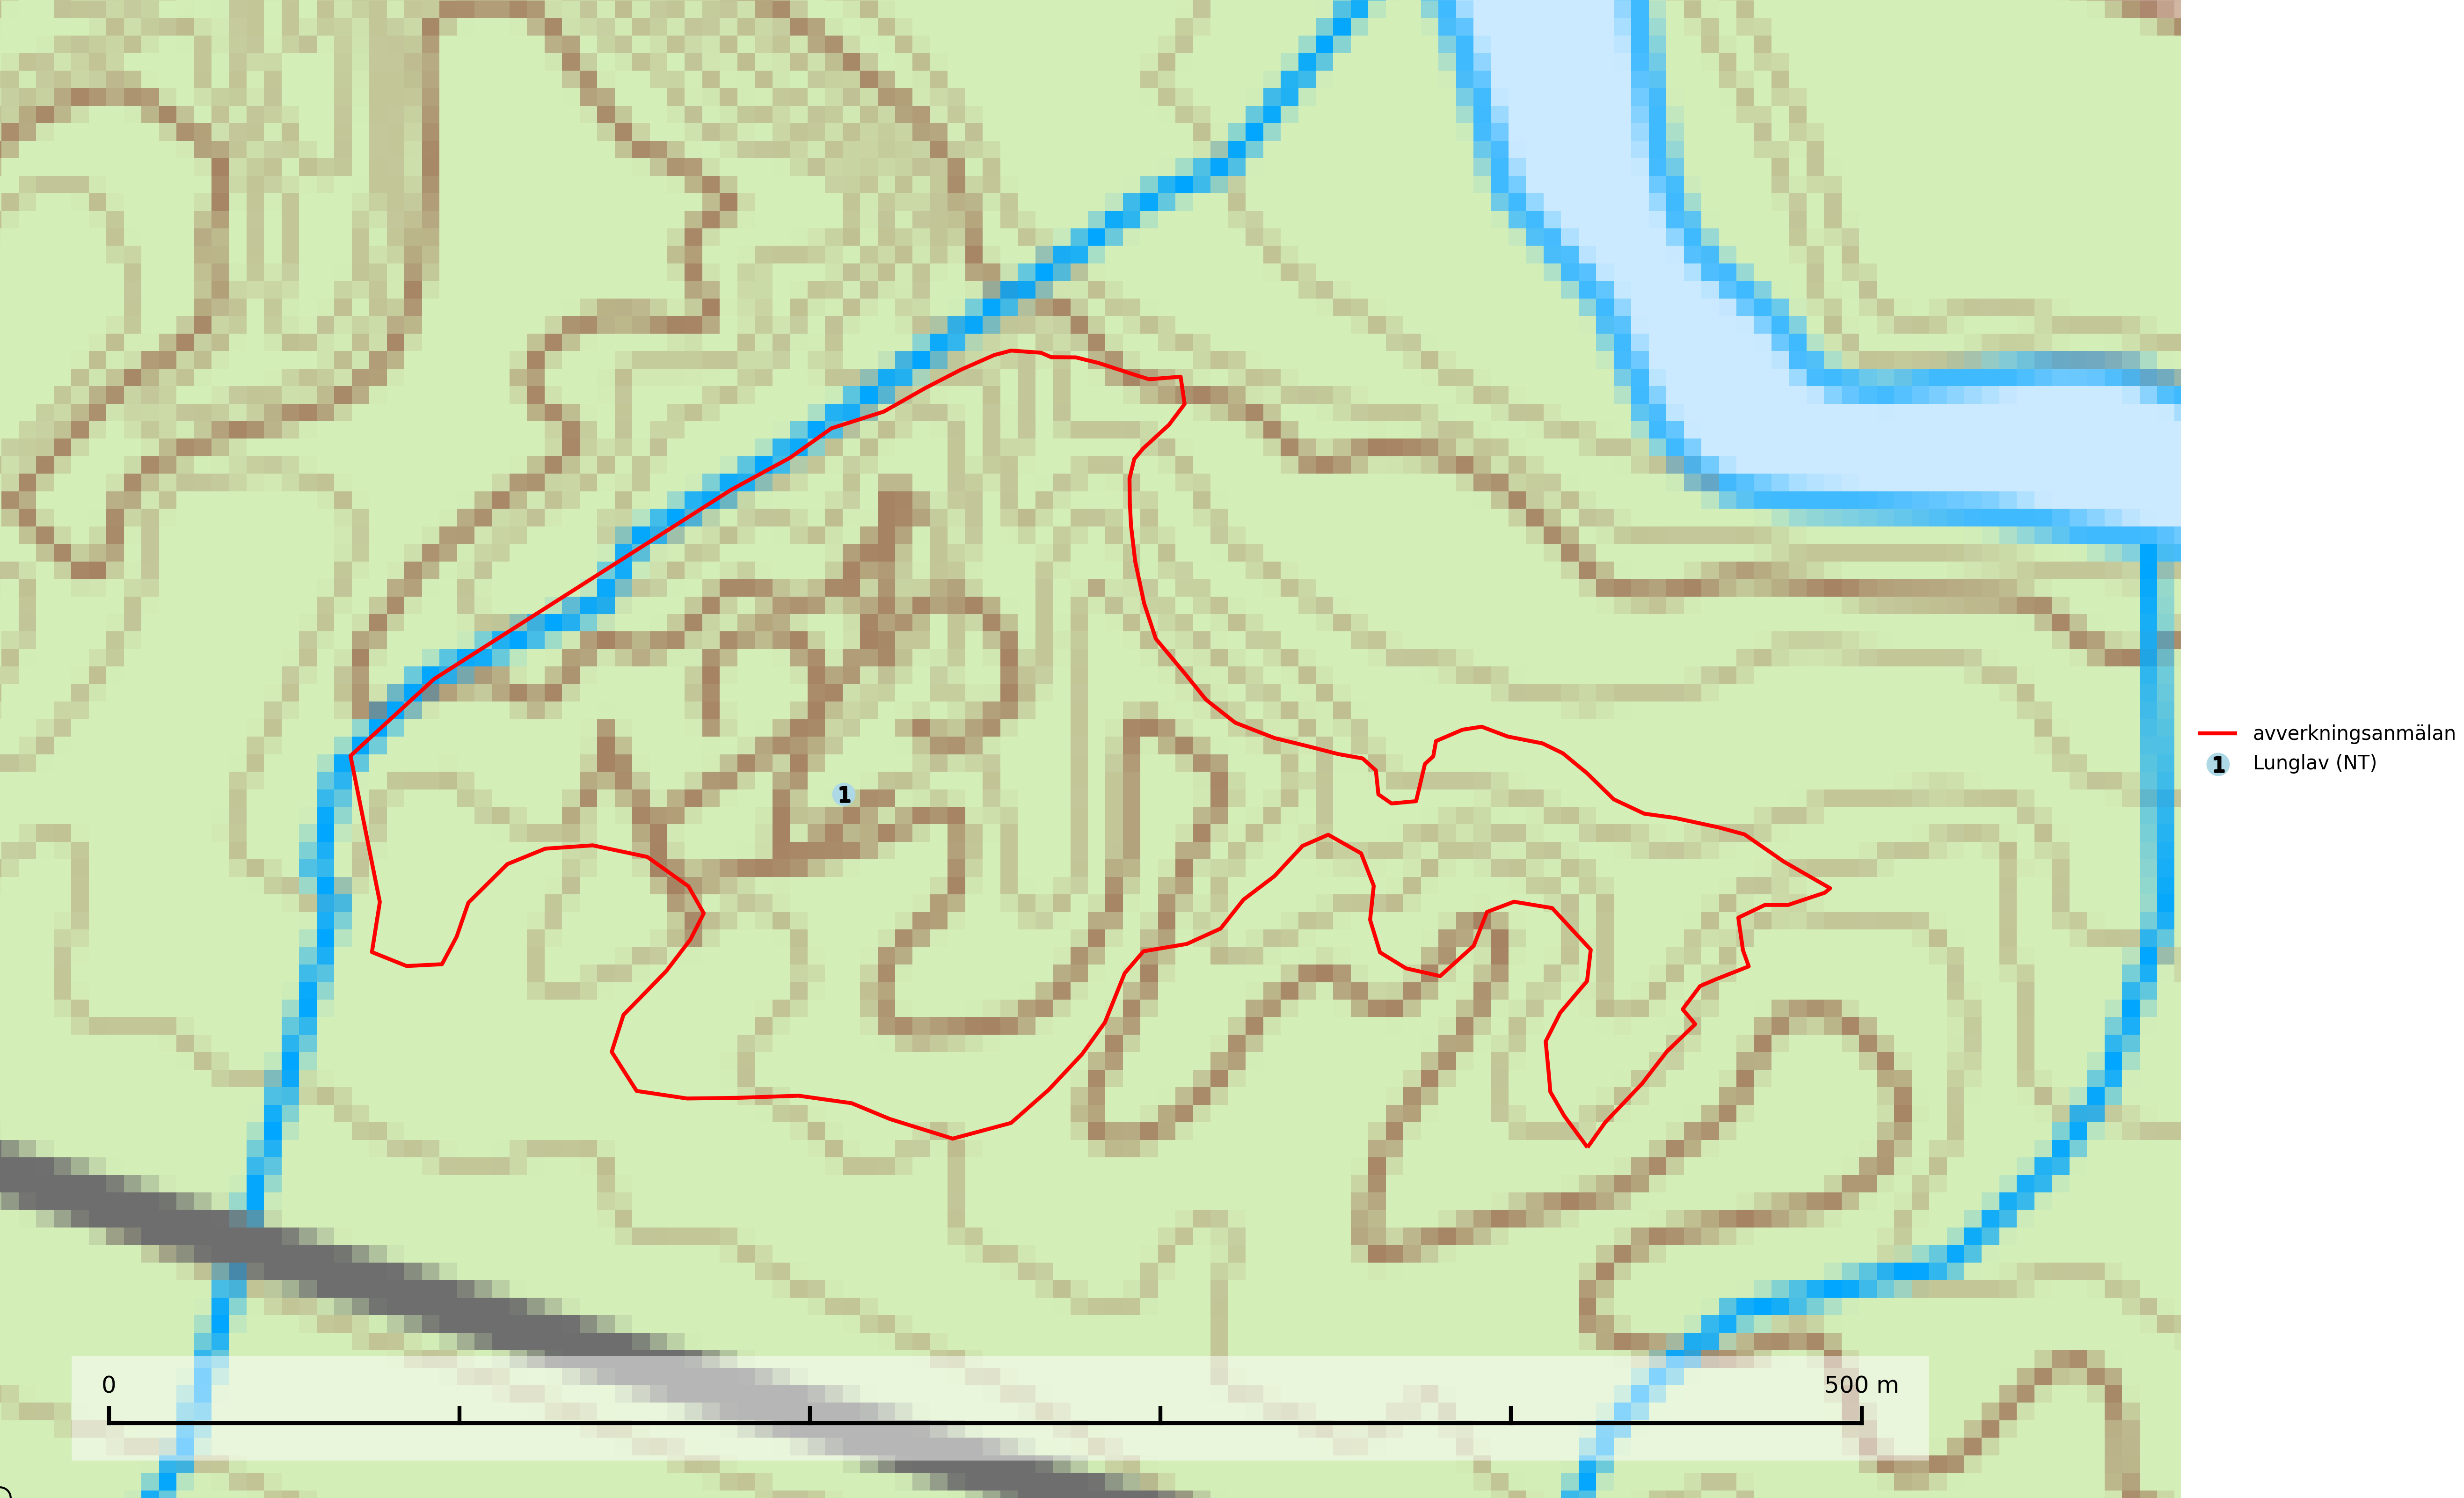 avverkningsanmälan
1 Lunglav (NT)
1
0 500 m